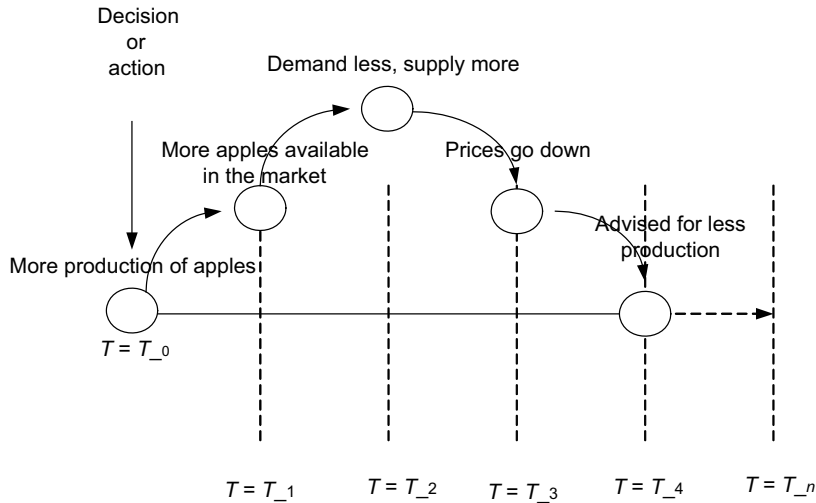 Decision
or
action
Demand less, supply more
More apples available
in the market
Prices go down
Advised for less
production
More production of apples
T = T_0
T = T_1
T = T_2
T = T_3
T = T_4
T = T_n